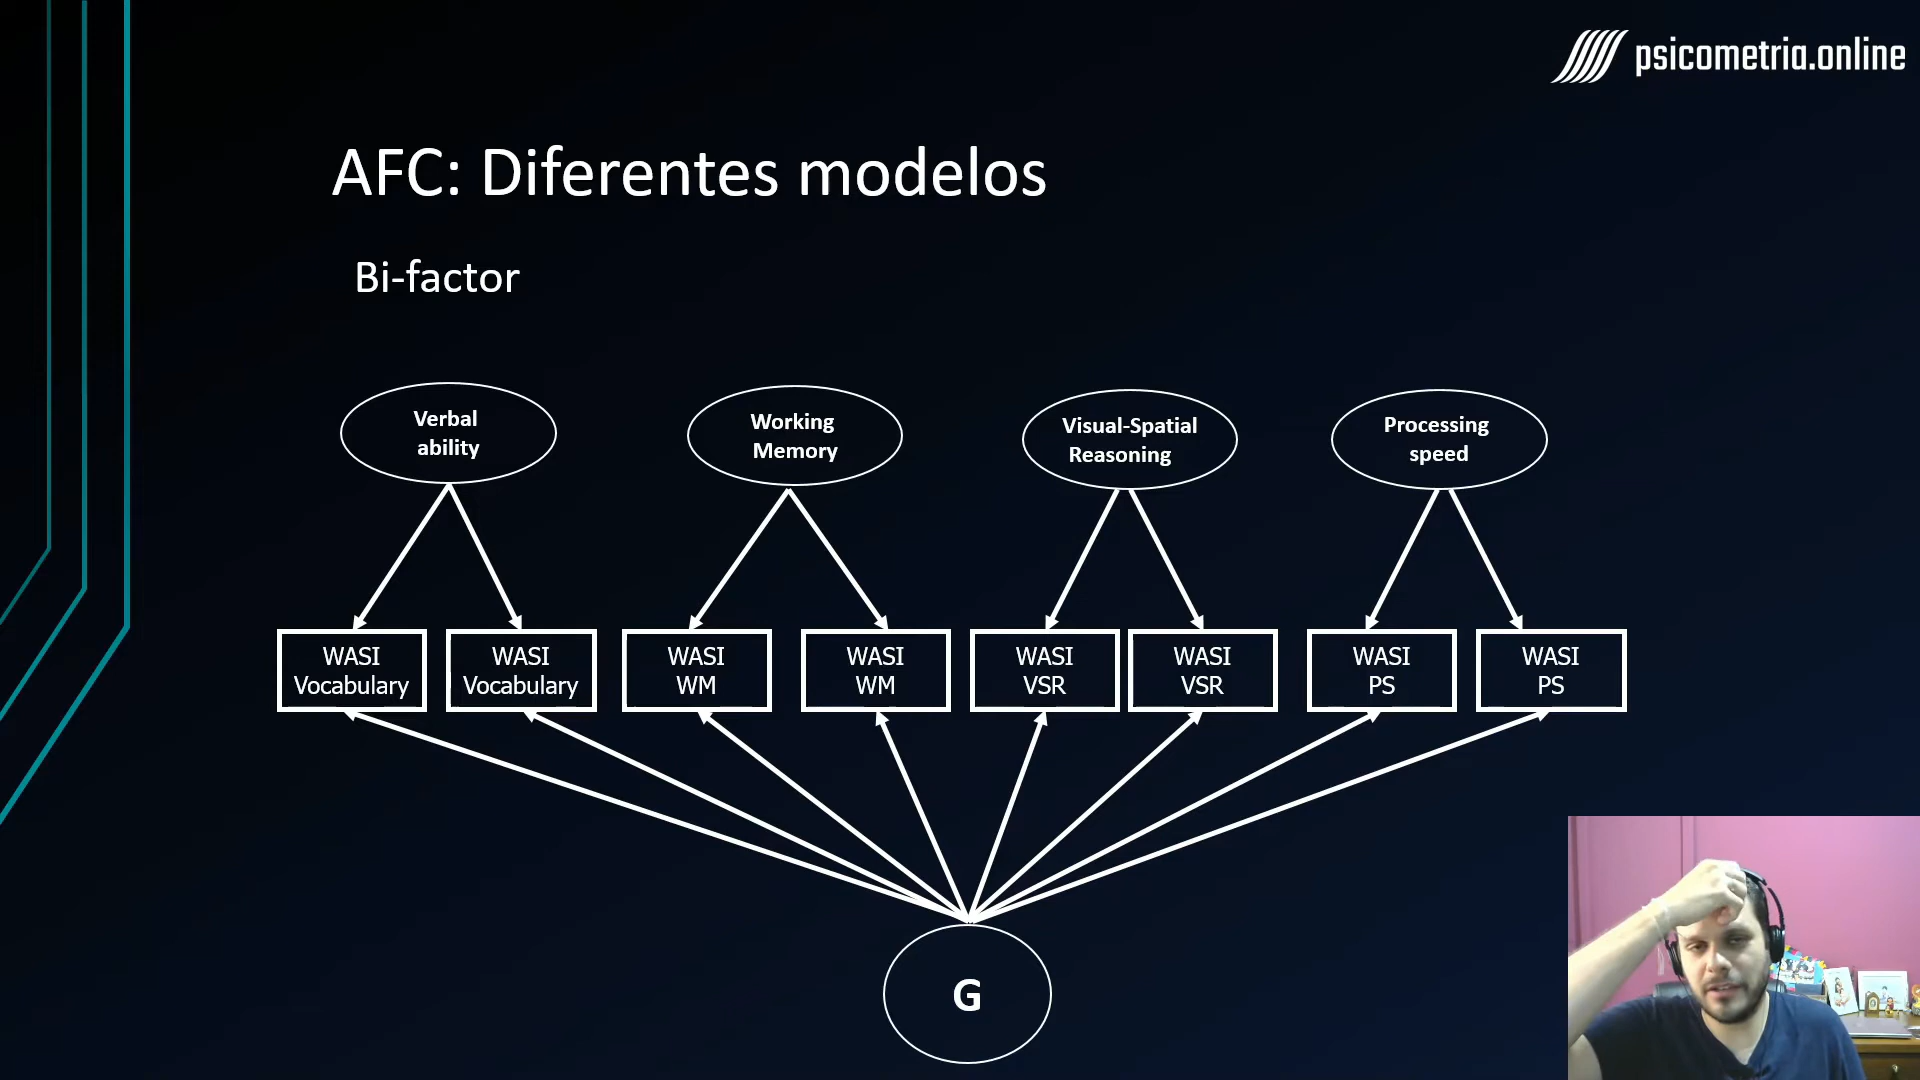 psicometria.online
AFC: Diferentes modelos
Bi-factor
Verbal
ability
Working
Memory
Visual-Spatial
Reasoning
Processing
speed
WASI
Vocabulary
WASI
Vocabulary
WASI
WM
WASI
WM
WASI
VSR
WASI
VSR
WASI
PS
WASI
PS
G